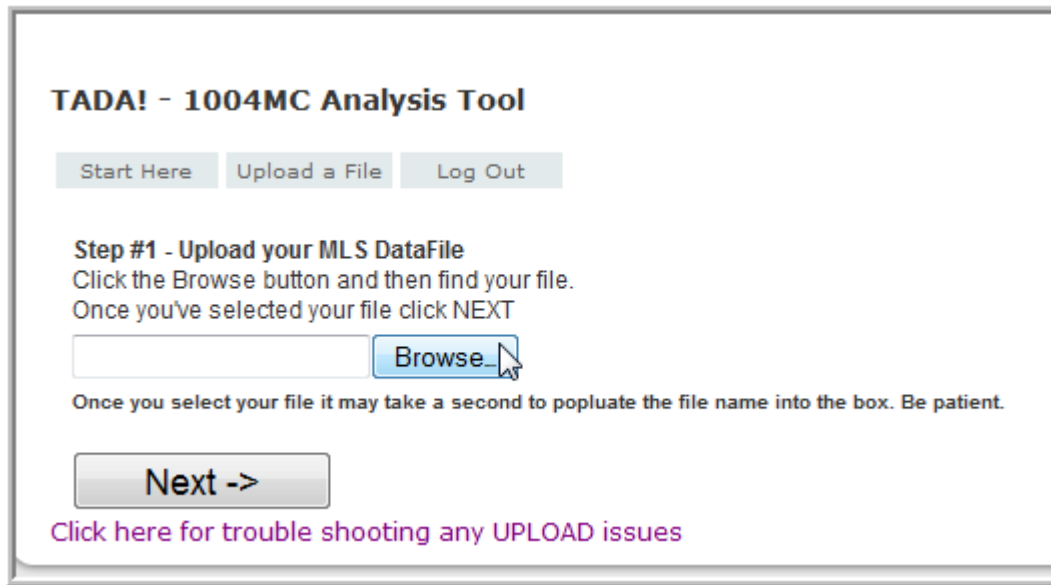 TADA! - 1004MC Analysis Tool
Start Here Upload a File Log Out
Step #1 - Upload your MLS DataFile
Click the Browse button and then find your file.
Once you've selected your file click NEXT
Browse...
Once you select your file it may take a second to popluate the file name into the box. Be patient.
Next ->
Click here for trouble shooting any UPLOAD issues